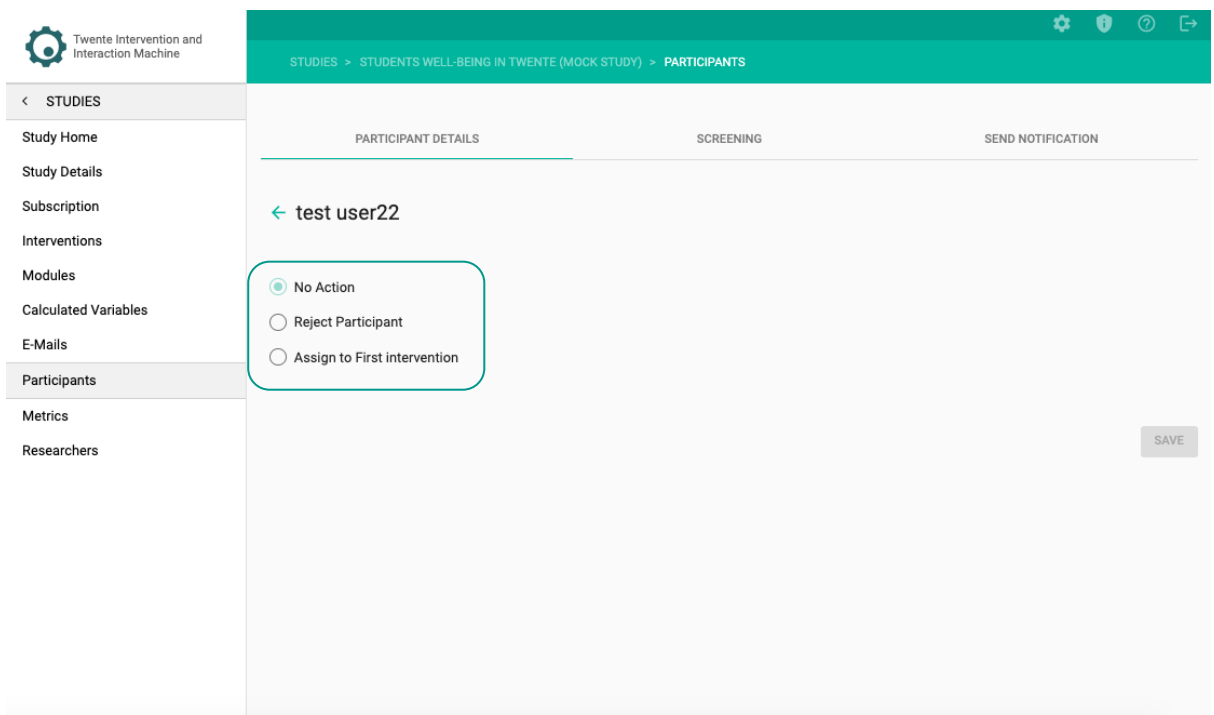 Twente Intervention and
Interaction Machine
STUDIES > STUDENTS WELL-BEING IN TWENTE (MOCK STUDY) > PARTICIPANTS
< STUDIES
Study Home
Study Details
Subscription
Interventions
Modules
Calculated Variables
E-Mails
Participants
Metrics
Researchers
PARTICIPANT DETAILS SCREENING SEND NOTIFICATION
← test user22
No Action
Reject Participant
Assign to First intervention
SAVE